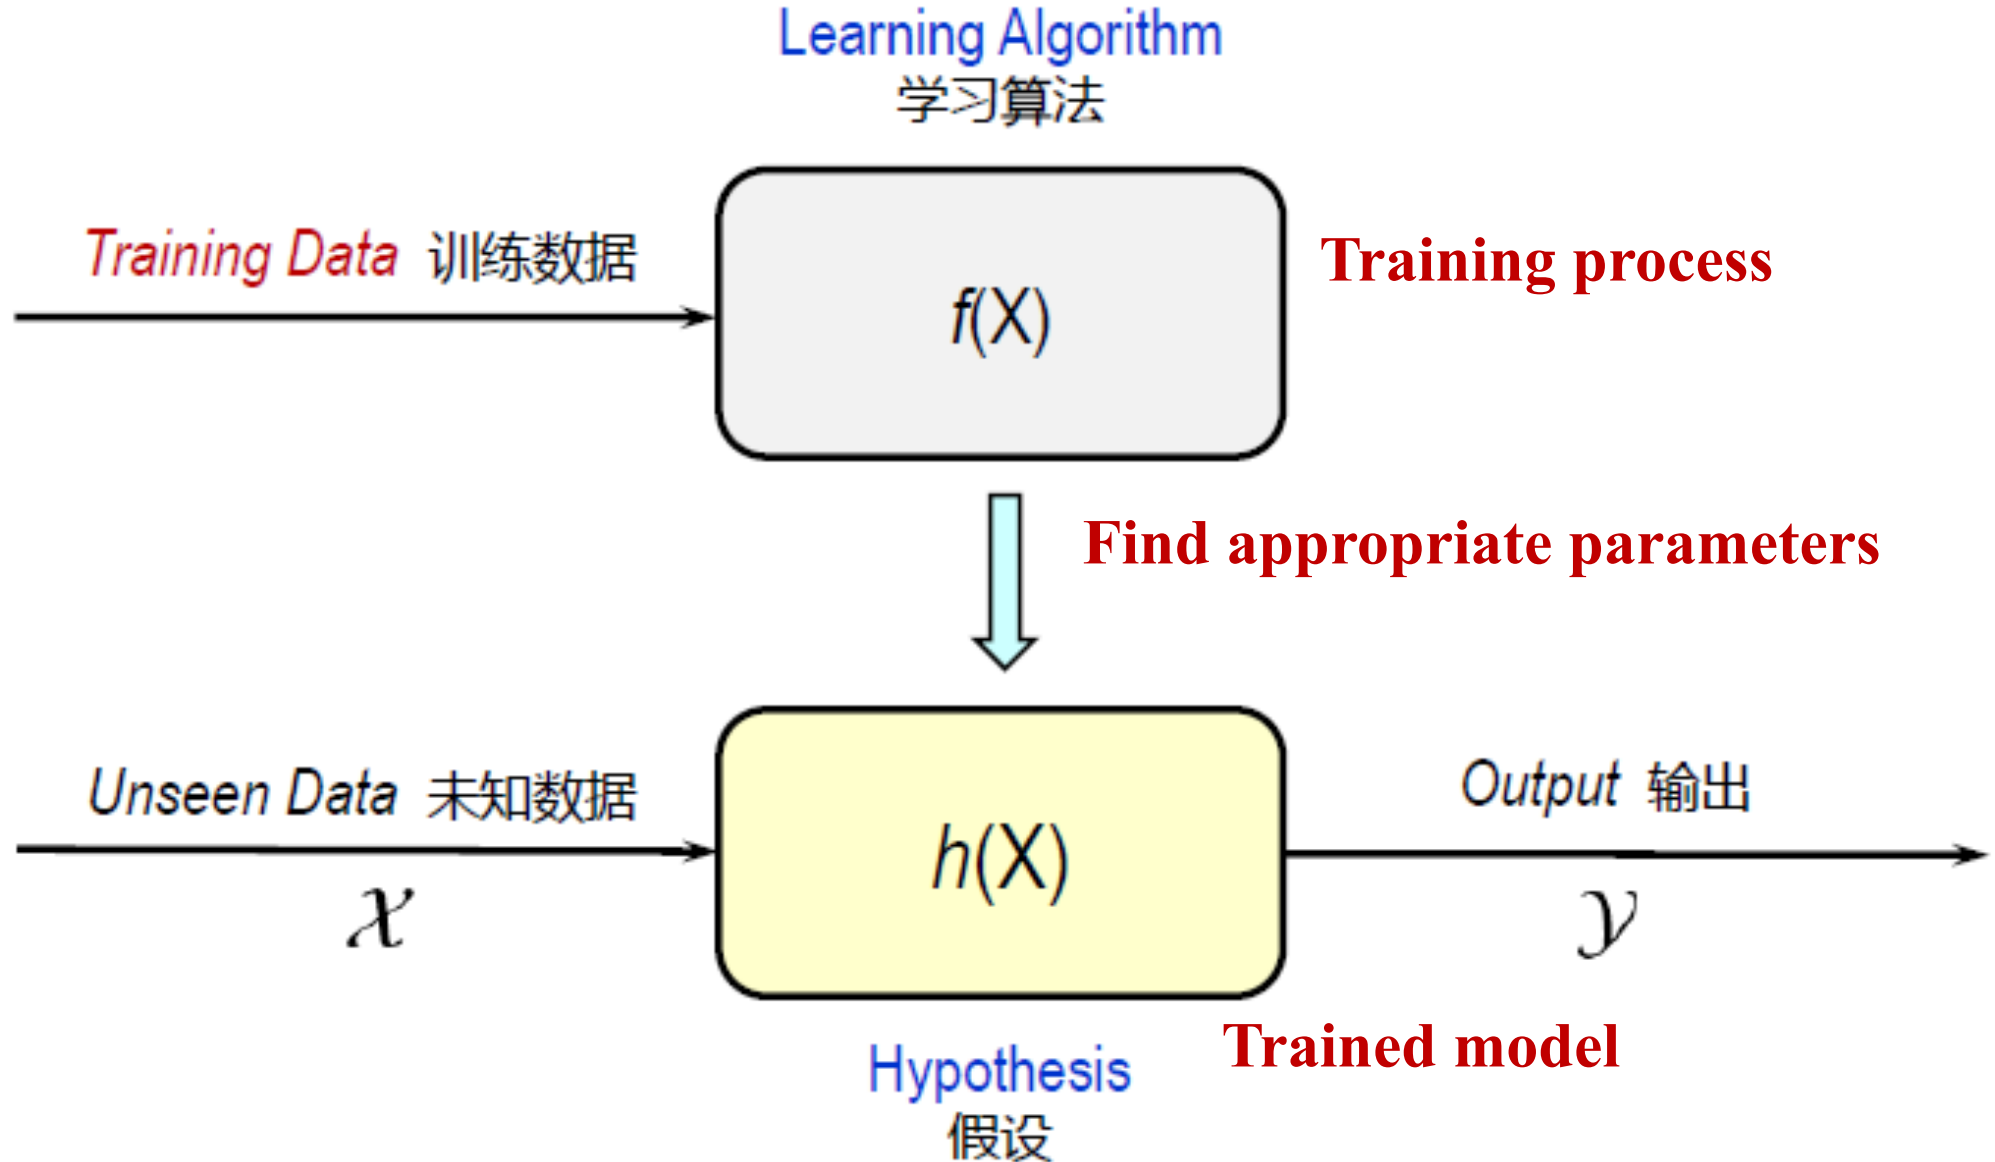 Learning Algorithm
学习算法
Training Data 训练数据
f(X)
Training process
Find appropriate parameters
Unseen Data 未知数据
X
h(X)
Output 输出
Y
Trained model
Hypothesis
假设